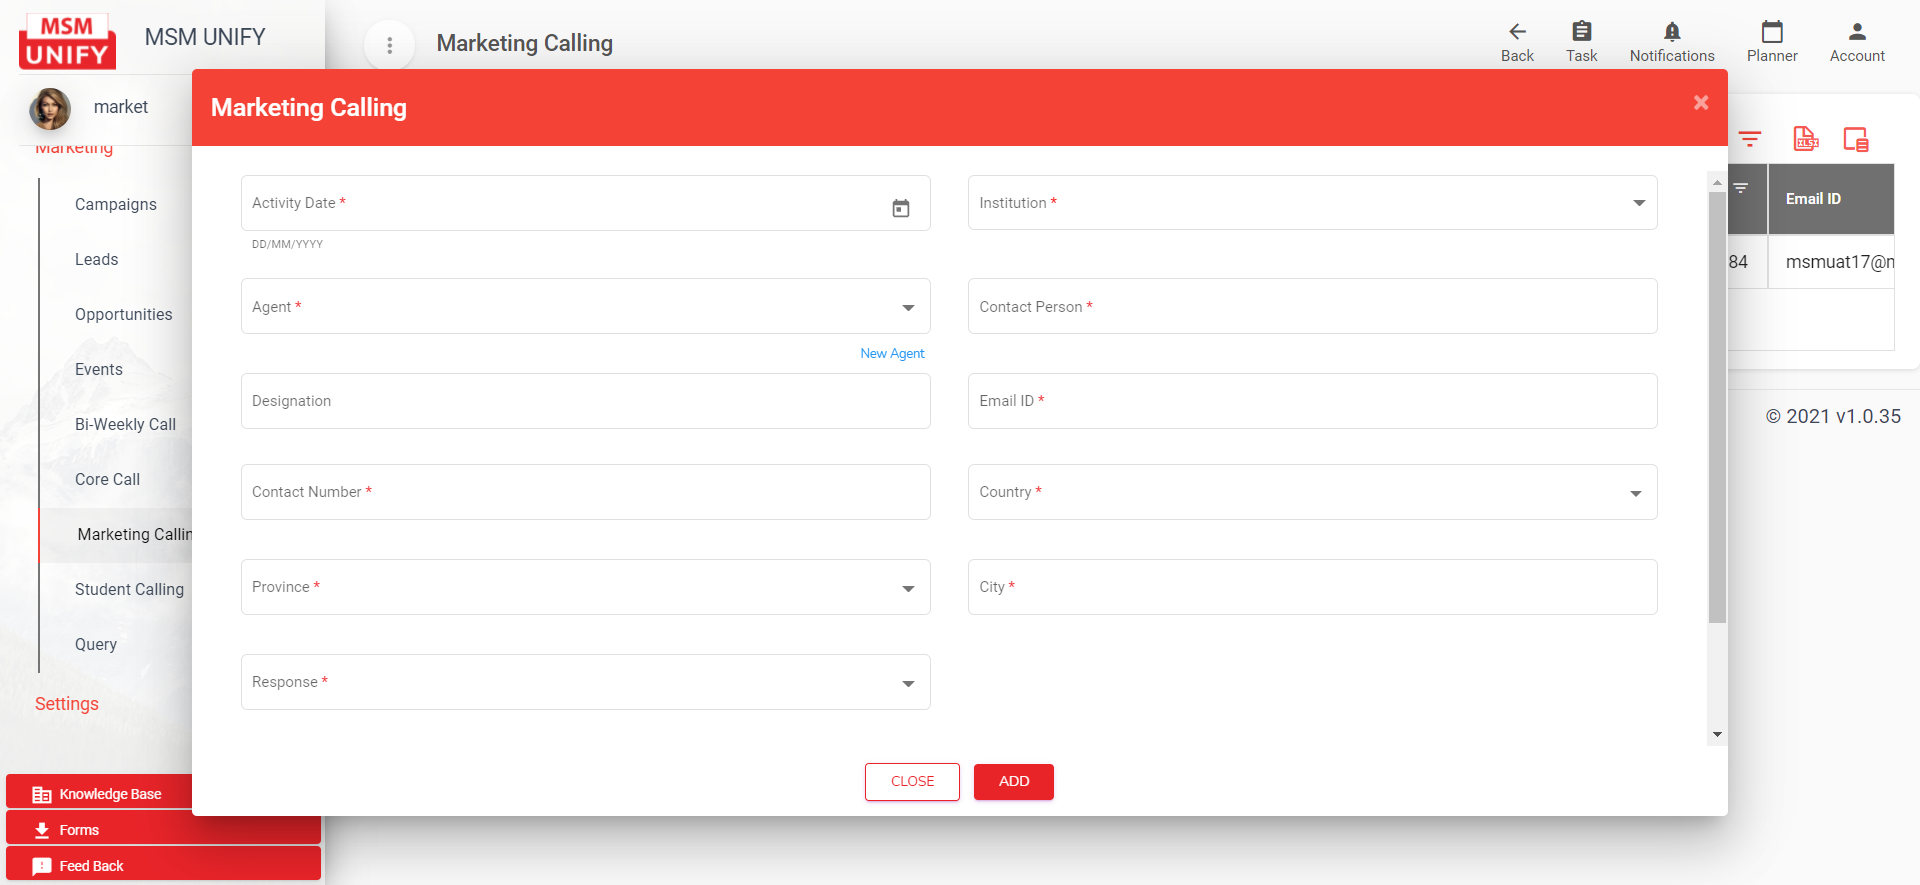 MSM
UNIFY
MSM UNIFY
Marketing Calling
Back
Task
Notifications
Planner
Account
market
Marketing
Campaigns
Leads
Opportunities
Events
Bi-Weekly Call
Core Call
Marketing Callin
Student Calling
Query
Settings
Knowledge Base
Forms
Feed Back
Marketing Calling
×
Activity Date *
DD/MM/YYYY
Institution *
Agent *
Contact Person *
New Agent
Designation
Email ID *
Contact Number *
Country *
Province *
City *
Response *
CLOSE
ADD
XLSX
Email ID
84
msmuat17@m
© 2021 v1.0.35